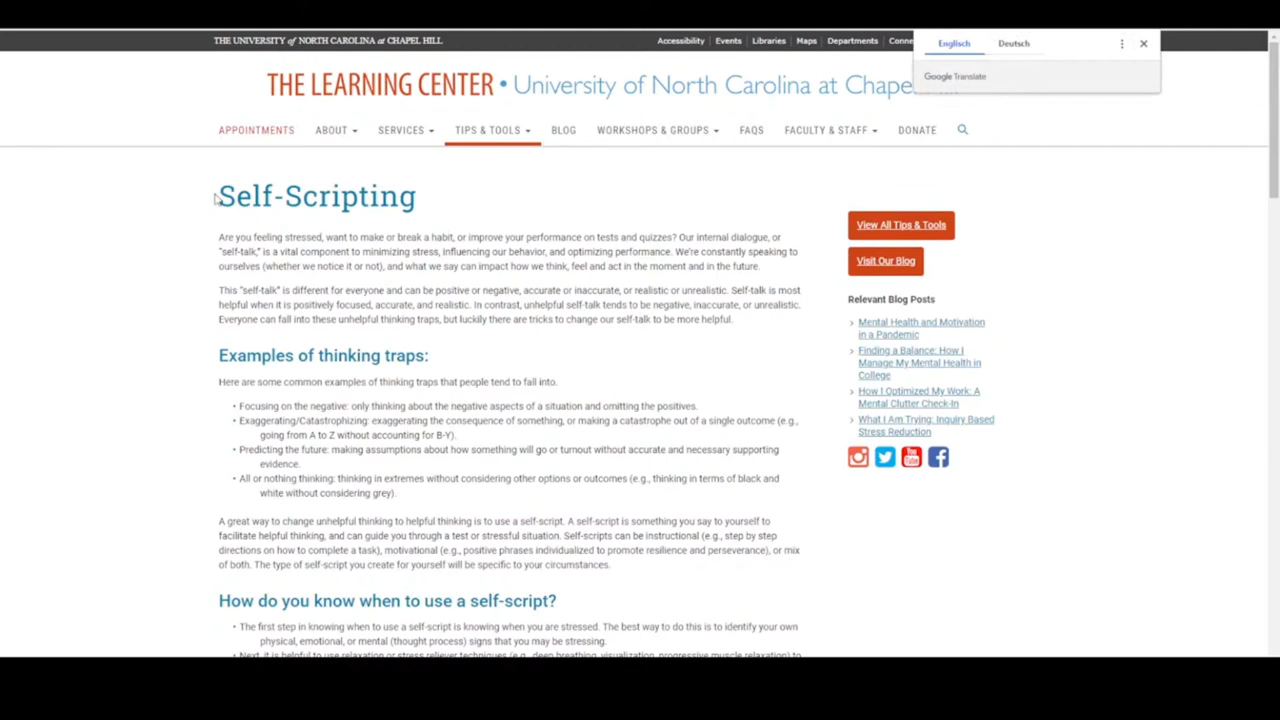 THE UNIVERSITY of NORTH CAROLINA at CHAPEL HILL
Accessibility | Events | Libraries | Maps | Departments | Conne
Englisch Deutsch
Google Translate
THE LEARNING CENTER • University of North Carolina at Chape
APPOINTMENTS ABOUT SERVICES TIPS & TOOLS BLOG WORKSHOPS & GROUPS FAQS FACULTY & STAFF DONATE
Self-Scripting
Are you feeling stressed, want to make or break a habit, or improve your performance on tests and quizzes? Our internal dialogue, or
"self-talk," is a vital component to minimizing stress, influencing our behavior, and optimizing performance. We're constantly speaking to
ourselves (whether we notice it or not), and what we say can impact how we think, feel and act in the moment and in the future.
This "self-talk" is different for everyone and can be positive or negative, accurate or inaccurate, or realistic or unrealistic. Self-talk is most
helpful when it is positively focused, accurate, and realistic. In contrast, unhelpful self-talk tends to be negative, inaccurate, or unrealistic.
Everyone can fall into these unhelpful thinking traps, but luckily there are tricks to change our self-talk to be more helpful.
Examples of thinking traps:
Here are some common examples of thinking traps that people tend to fall into.
• Focusing on the negative: only thinking about the negative aspects of a situation and omitting the positives.
• Exaggerating/Catastrophizing: exaggerating the consequence of something, or making a catastrophe out of a single outcome (e.g.,
going from A to Z without accounting for B-Y).
• Predicting the future: making assumptions about how something will go or turnout without accurate and necessary supporting
evidence.
• All or nothing thinking: thinking in extremes without considering other options or outcomes (e.g., thinking in terms of black and
white without considering grey).
A great way to change unhelpful thinking to helpful thinking is to use a self-script. A self-script is something you say to yourself to
facilitate helpful thinking, and can guide you through a test or stressful situation. Self-scripts can be instructional (e.g., step by step
directions on how to complete a task), motivational (e.g., positive phrases individualized to promote resilience and perseverance), or mix
of both. The type of self-script you create for yourself will be specific to your circumstances.
How do you know when to use a self-script?
• The first step in knowing when to use a self-script is knowing when you are stressed. The best way to do this is to identify your own
physical, emotional, or mental (thought process) signs that you may be stressing.
• Next, it is helpful to use relaxation or stress reliever techniques (e.g., deep breathing, visualization, progressive muscle relaxation) to
View All Tips & Tools
Visit Our Blog
Relevant Blog Posts
Mental Health and Motivation
in a Pandemic
Finding a Balance: How I
Manage My Mental Health in
College
How I Optimized My Work: A
Mental Clutter Check-In
What I Am Trying: Inquiry Based
Stress Reduction